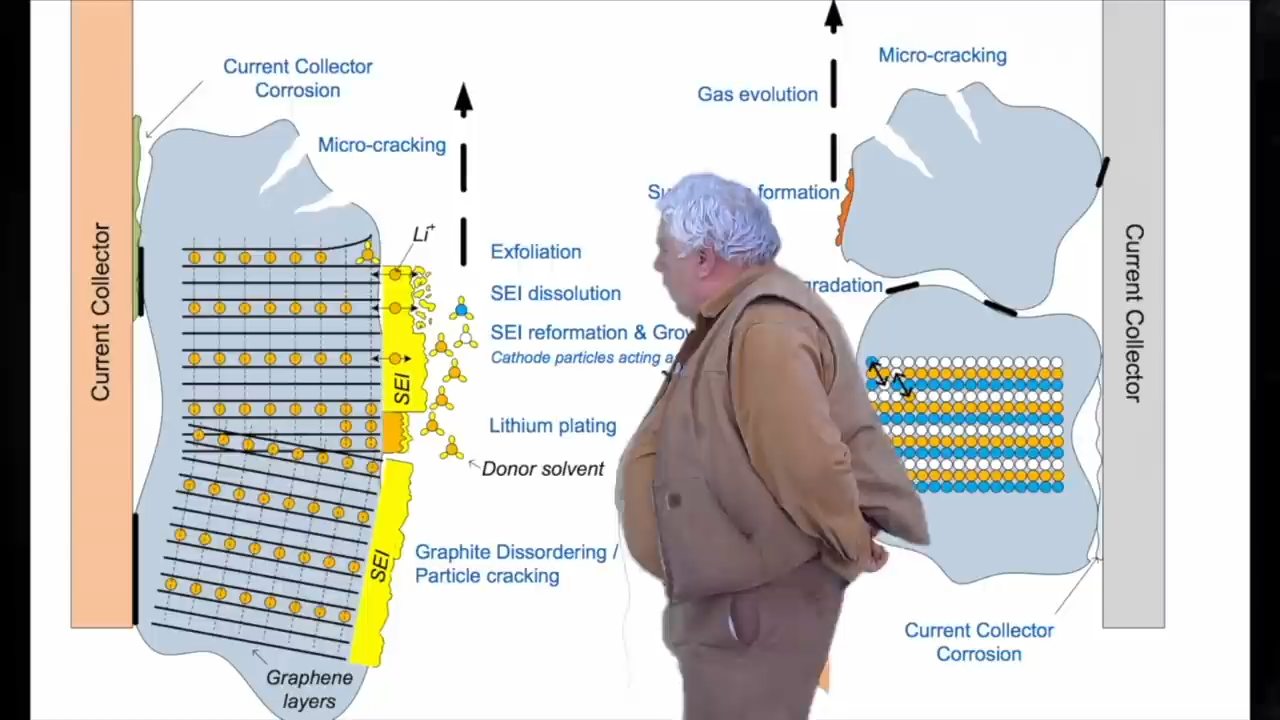 Current Collector
Corrosion
Micro-cracking
Li+
Current Collector
SEI
SEI
Graphene
layers
Exfoliation
SEI dissolution
SEI reformation &
Cathode particles acting
Lithium plating
Donor solvent
Graphite Dissordering /
Particle cracking
Micro-cracking
Gas evolution
formation
Current Collector
Current Collector
Corrosion